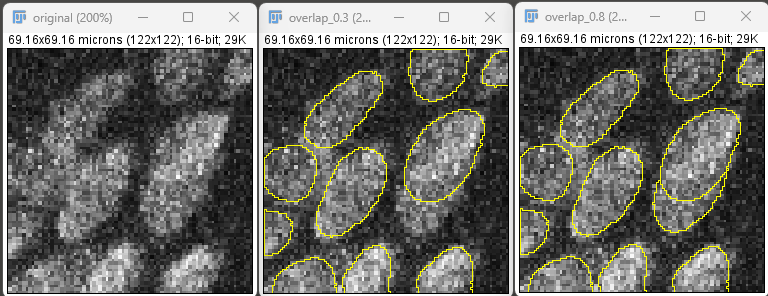 original (200%)
69.16x69.16 microns (122x122); 16-bit; 29K
overlap_0.3 (2...
69.16x69.16 microns (122x122); 16-bit; 29K
overlap_0.8 (2...
69.16x69.16 microns (122x122); 16-bit; 29K